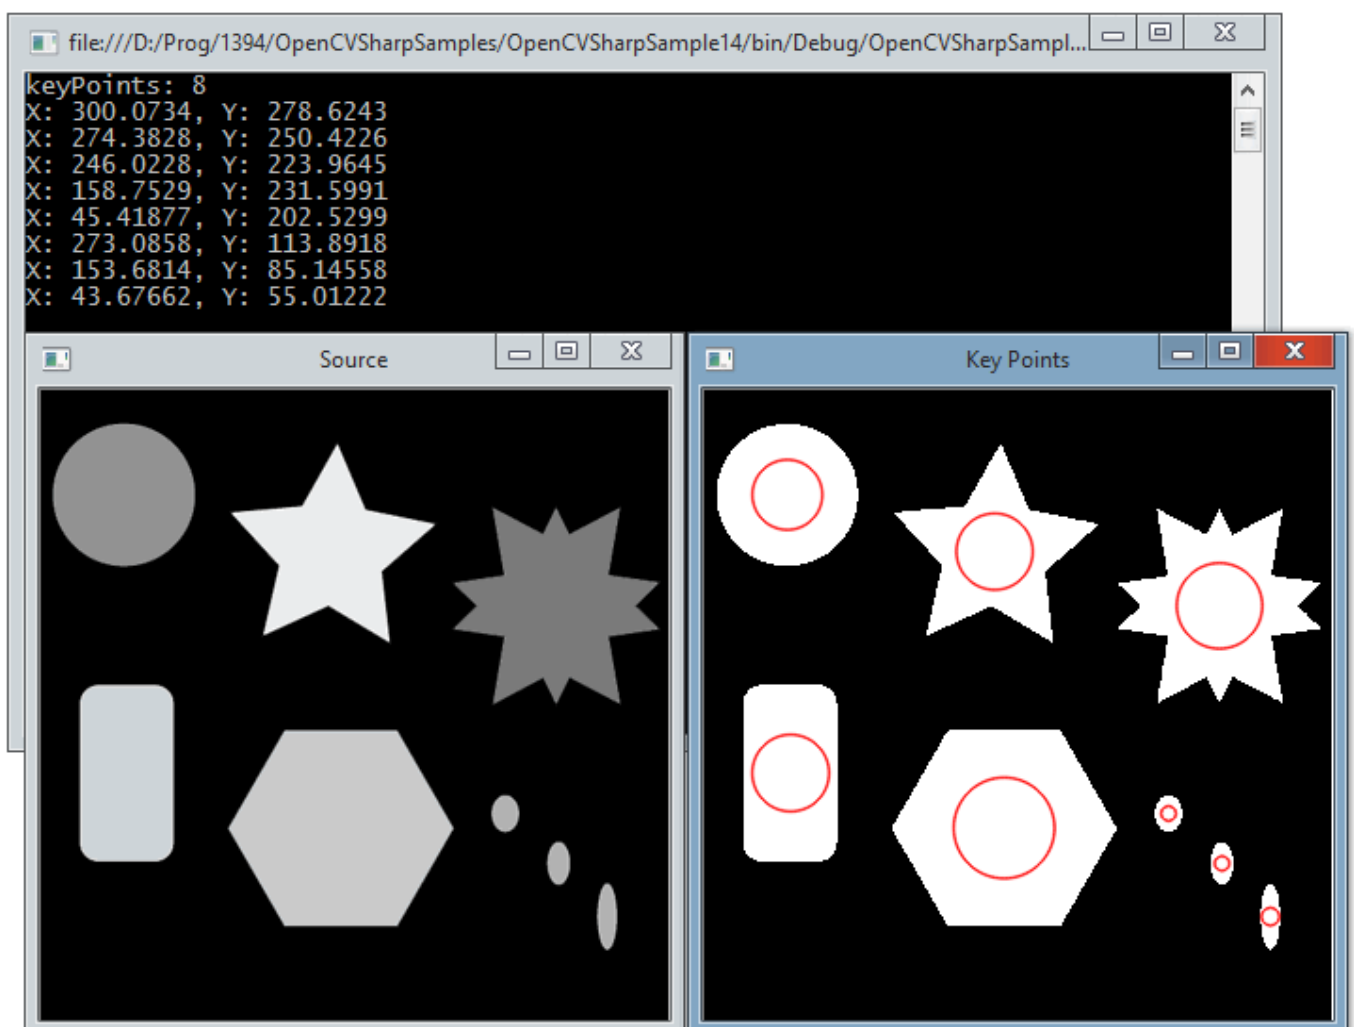 file:///D:/Prog/1394/OpenCVSharpSamples/OpenCVSharpSample14/bin/Debug/OpenCVSharpSampl...
keyPoints: 8
X: 300.0734, Y: 278.6243
X: 274.3828, Y: 250.4226
X: 246.0228, Y: 223.9645
X: 158.7529, Y: 231.5991
X: 45.41877, Y: 202.5299
X: 273.0858, Y: 113.8918
X: 153.6814, Y: 85.14558
X: 43.67662, Y: 55.01222
Source
Key Points